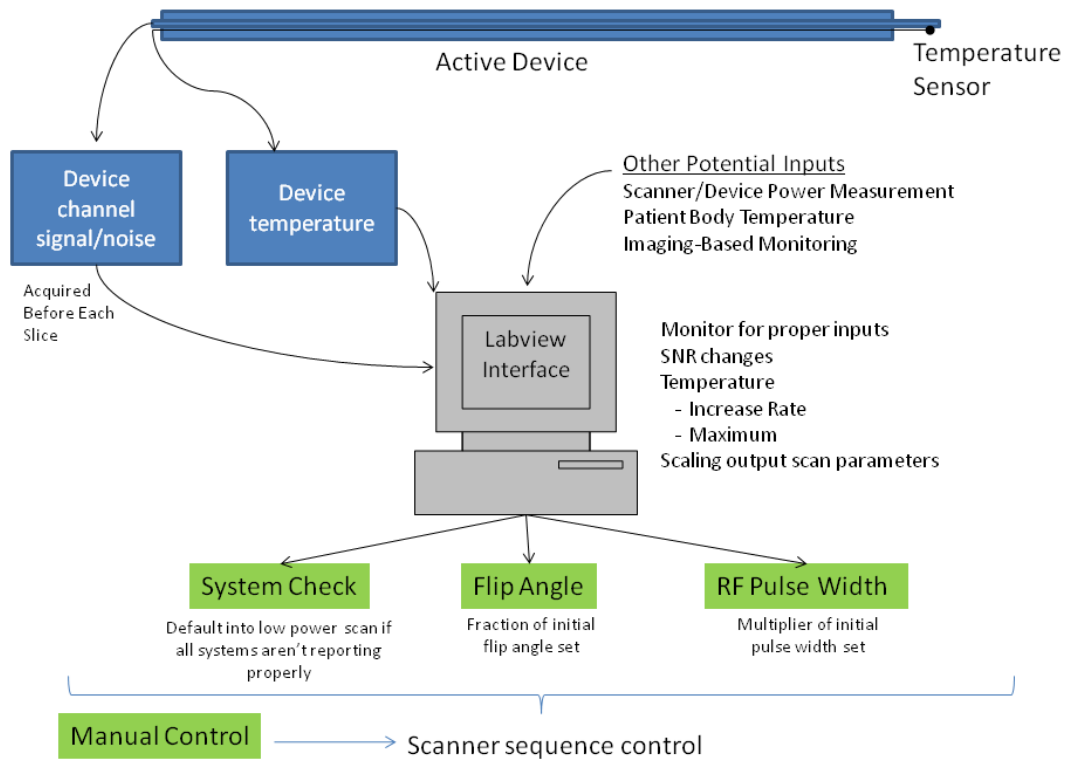 Active Device
Temperature
Sensor
Device
channel
signal/noise
Device
temperature
Acquired
Before Each
Slice
Other Potential Inputs
Scanner/Device Power Measurement
Patient Body Temperature
Imaging-Based Monitoring
Labview
Interface
Monitor for proper inputs
SNR changes
Temperature
- Increase Rate
- Maximum
Scaling output scan parameters
System Check
Default into low power scan if
all systems aren't reporting
properly
Flip Angle
Fraction of initial
flip angle set
RF Pulse Width
Multiplier of initial
pulse width set
Manual Control
Scanner sequence control